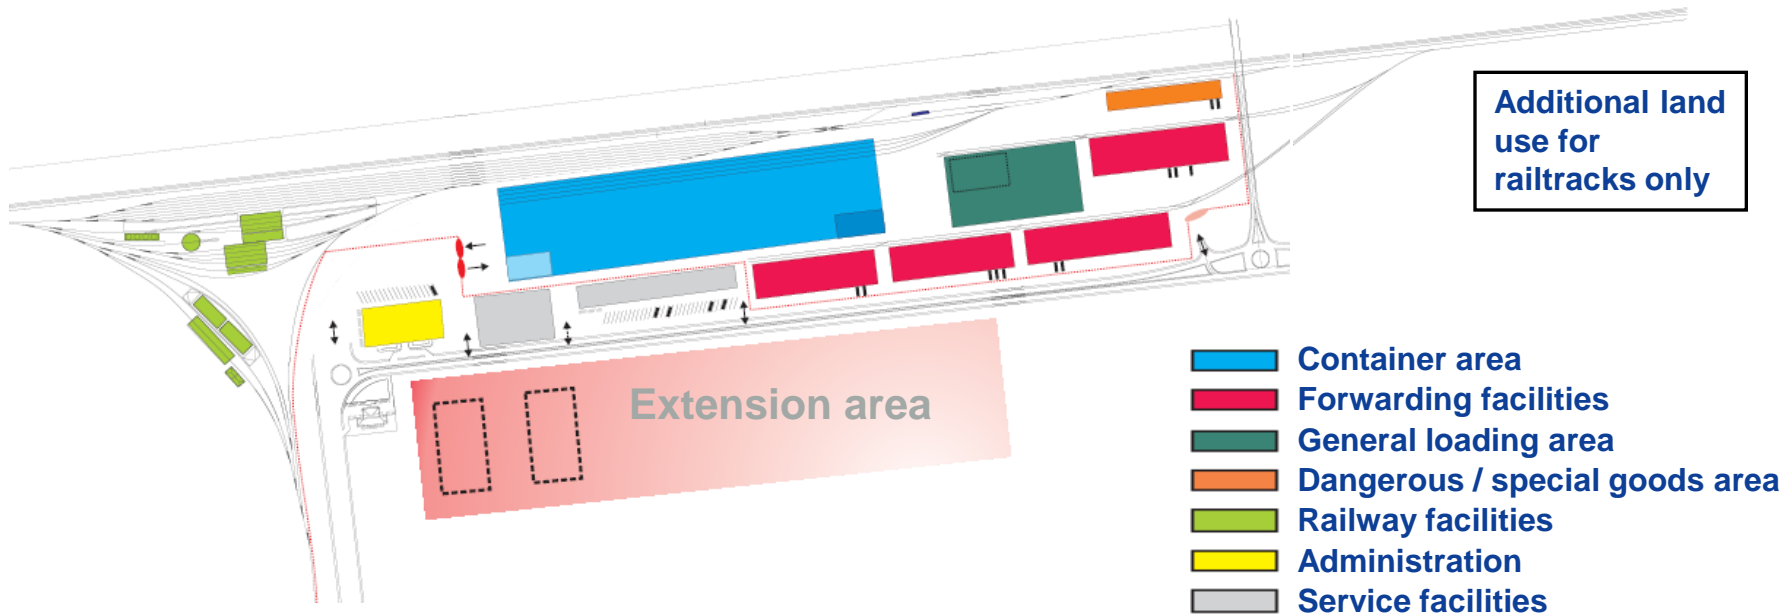 Additional land
use for
railtracks only
Extension area
Container area
Forwarding facilities
General loading area
Dangerous / special goods area
Railway facilities
Administration
Service facilities